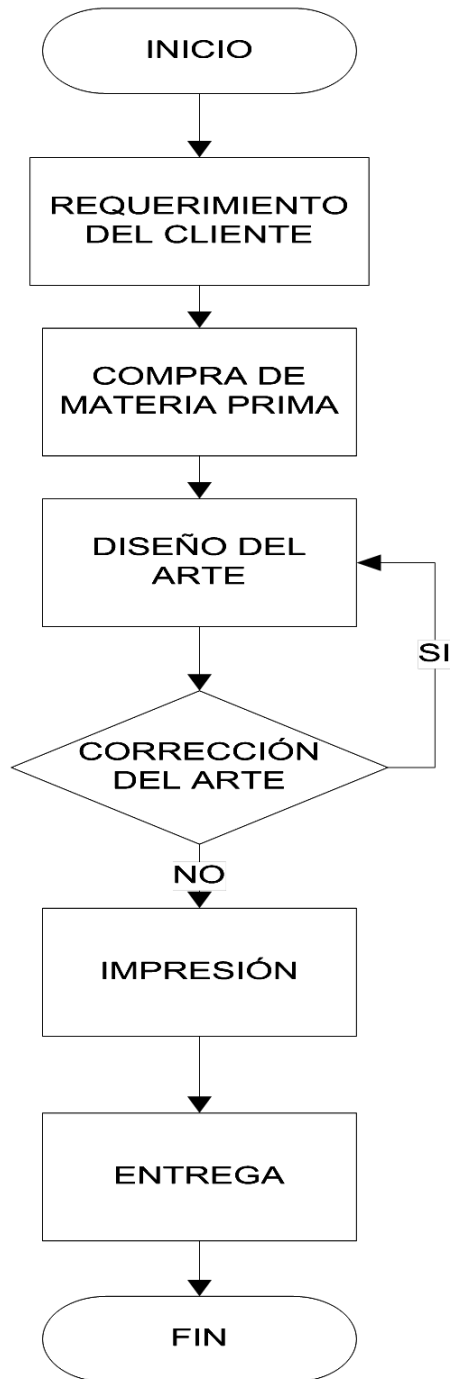 INICIO
REQUERIMIENTO
DEL CLIENTE
COMPRA DE
MATERIA PRIMA
DISEÑO DEL
ARTE
SI
CORRECCIÓN
DEL ARTE
NO
IMPRESIÓN
ENTREGA
FIN